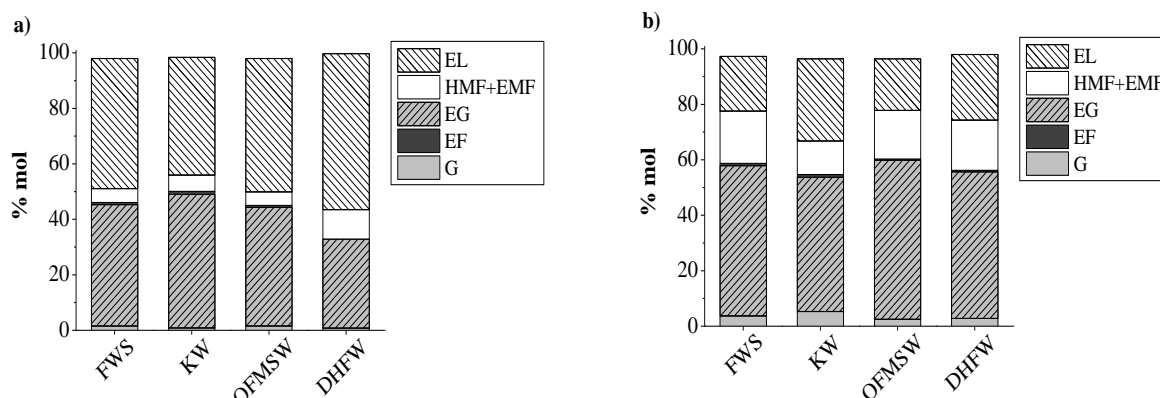 a)
100
80
60
40
20
0
% mol
FWS
KW
OFMSW
DHFW
EL
HMF+EMF
EG
EF
G
b)
100
80
60
40
20
0
% mol
FWS
KW
OFMSW
DHFW
EL
HMF+EMF
EG
EF
G